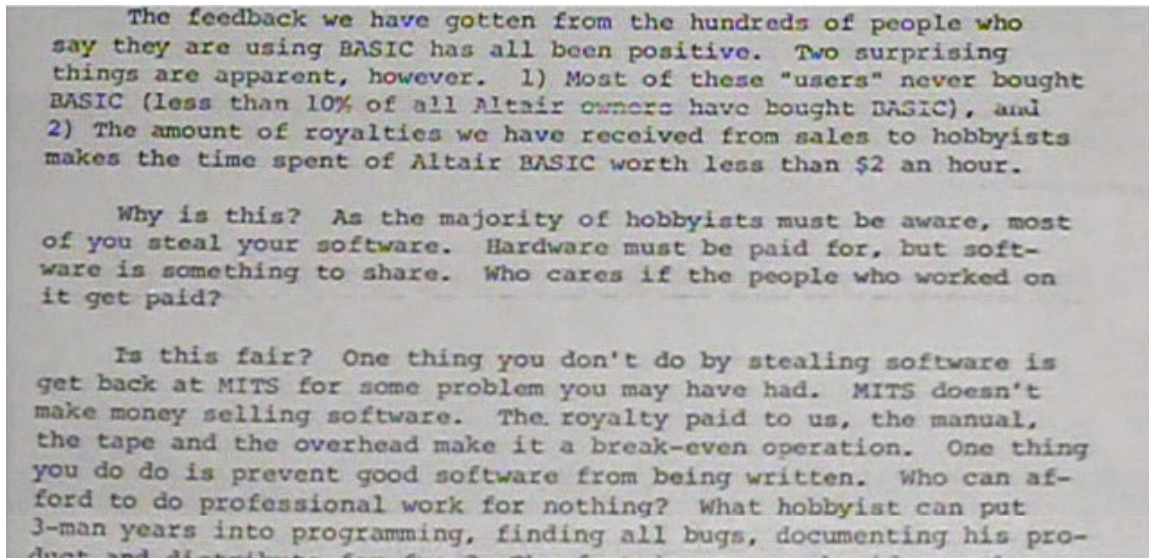 The feedback we have gotten from the hundreds of people who
say they are using BASIC has all been positive. Two surprising
things are apparent, however. 1) Most of these "users" never bought
BASIC (less than 10% of all Altair owners have bought BASIC), and
2) The amount of royalties we have received from sales to hobbyists
makes the time spent of Altair BASIC worth less than $2 an hour.
Why is this? As the majority of hobbyists must be aware, most
of you steal your software. Hardware must be paid for, but soft-
ware is something to share. Who cares if the people who worked on
it get paid?
Is this fair? One thing you don't do by stealing software is
get back at MITS for some problem you may have had. MITS doesn't
make money selling software. The royalty paid to us, the manual,
the tape and the overhead make it a break-even operation. One thing
you do do is prevent good software from being written. Who can af-
ford to do professional work for nothing? What hobbyist can put
3-man years into programming, finding all bugs, documenting his pro-
duct and distribute